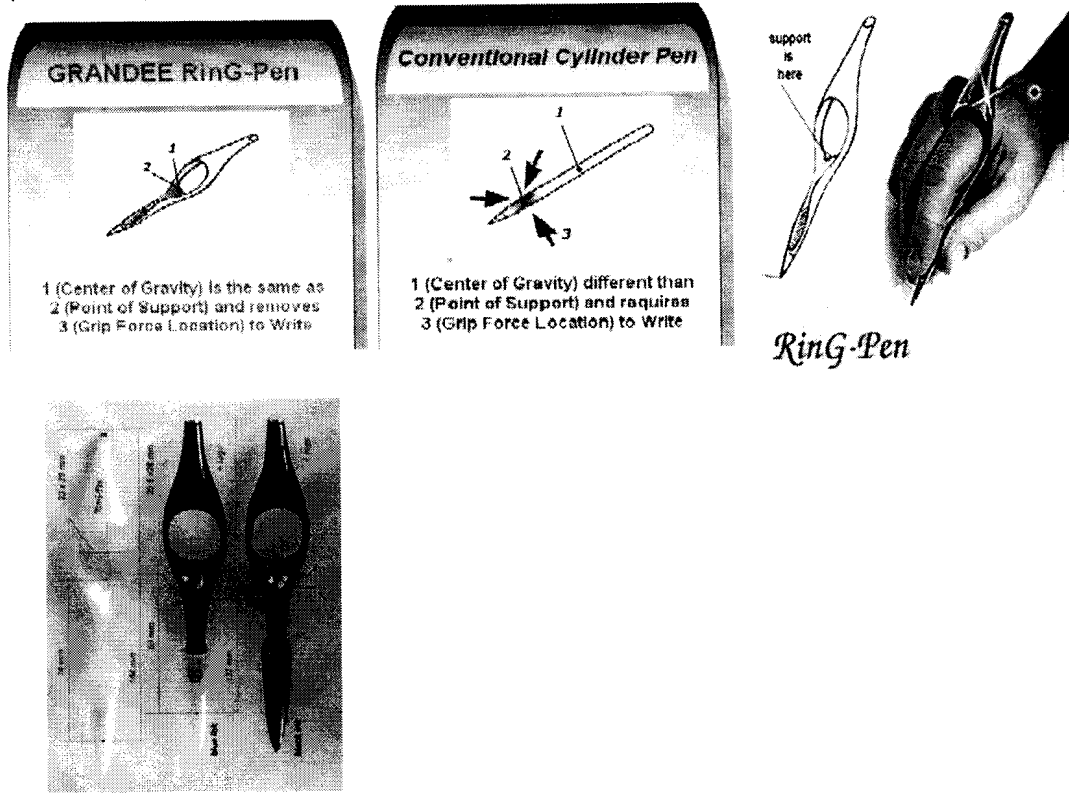 GRANDEE RinG-Pen
1
2
1 (Center of Gravity) is the same as
2 (Point of Support) and removes
3 (Grip Force Location) to Write
Conventional Cylinder Pen
1
2
3
1 (Center of Gravity) different than
2 (Point of Support) and requires
3 (Grip Force Location) to Write
support
is
here
RinG-Pen